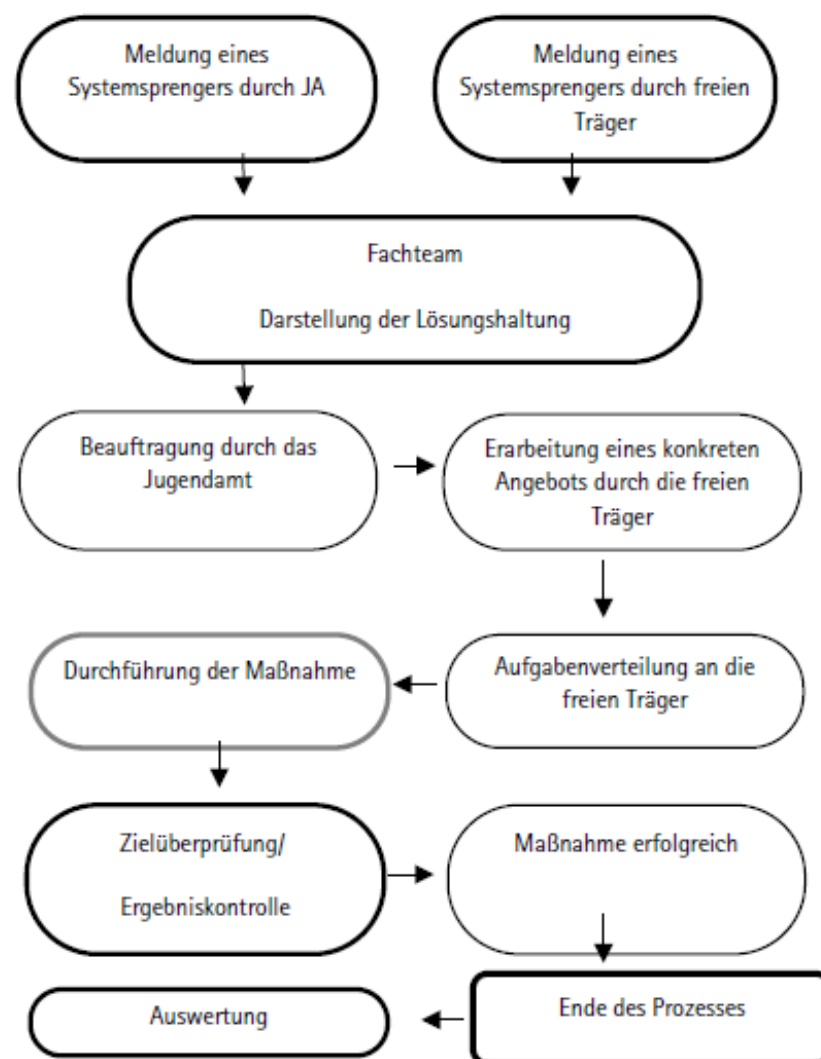 Meldung eines
Systemsprengers durch JA
Meldung eines
Systemsprengers durch freien
Träger
Fachteam
Darstellung der Lösungshaltung
Beauftragung durch das
Jugendamt
Erarbeitung eines konkreten
Angebots durch die freien
Träger
Durchführung der Maßnahme
Aufgabenverteilung an die
freien Träger
Zielüberprüfung/
Ergebniskontrolle
Maßnahme erfolgreich
Auswertung
Ende des Prozesses